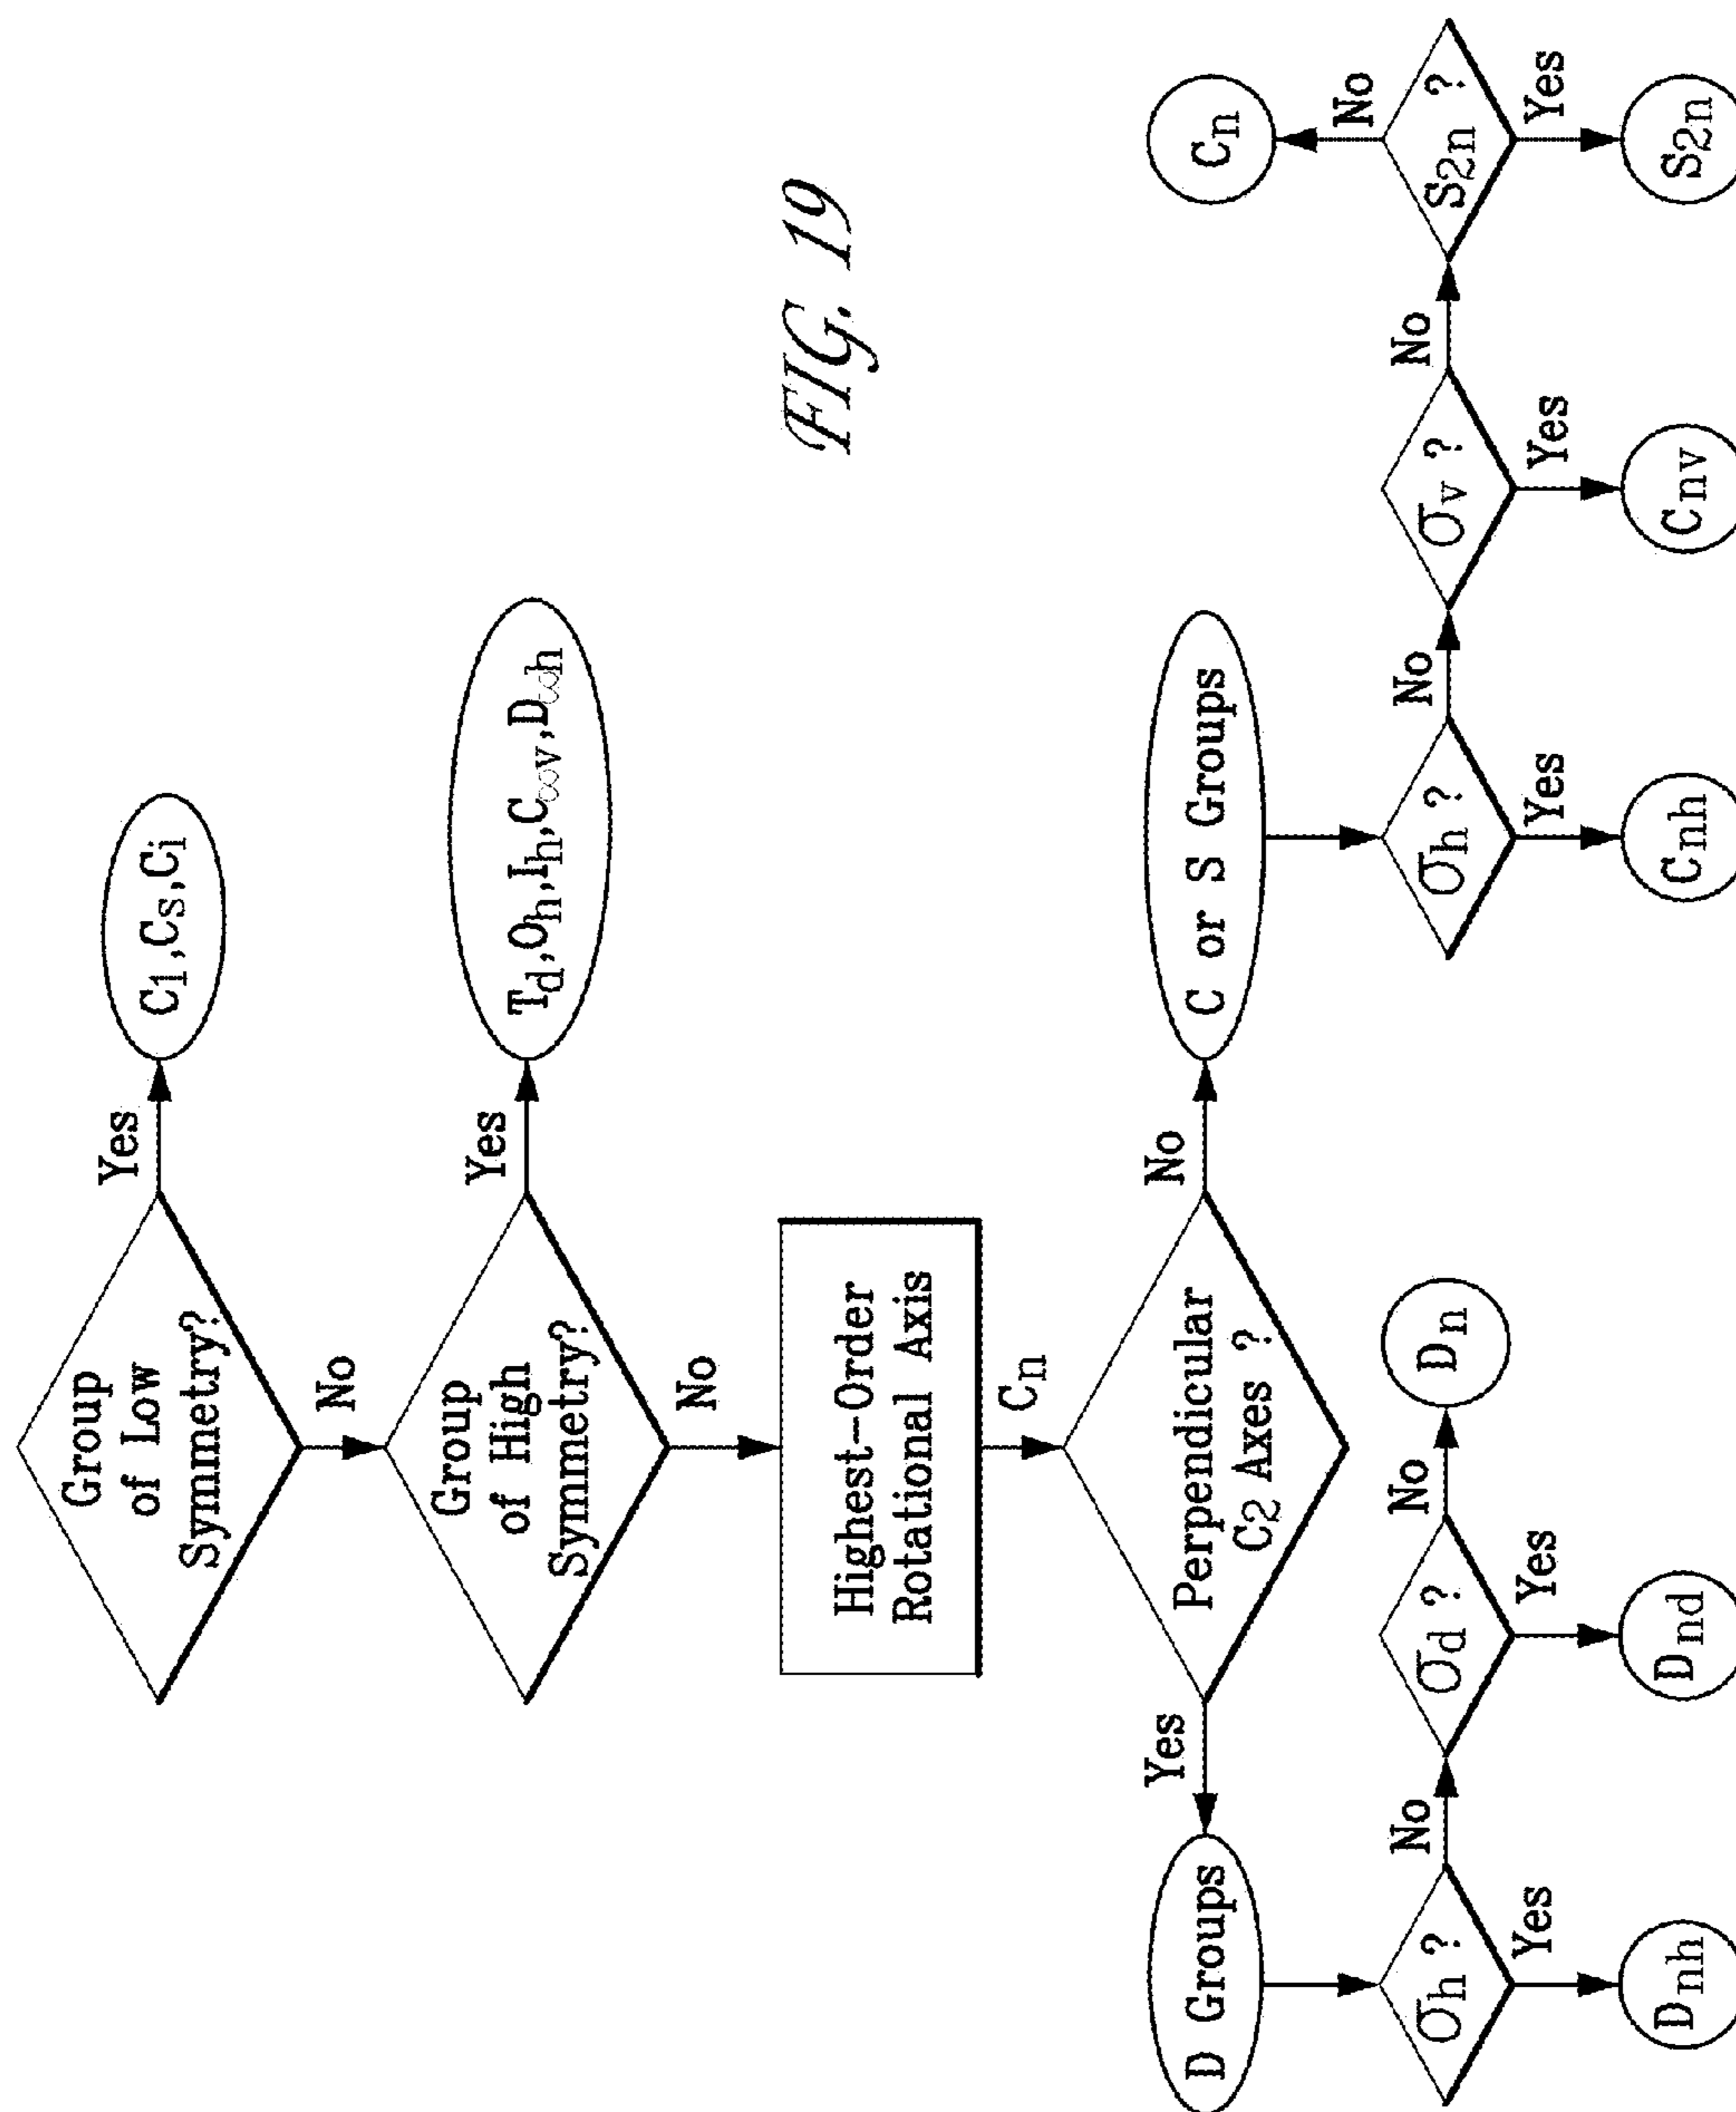 Group
of Low
Symmetry?
Yes
C1,Cs,Ci
No
Group
of High
Symmetry?
Yes
Td,Oh,Ih,C∞v,D∞h
No
Highest-Order
Rotational Axis
Cn
FIG. 19
Perpendicular
C2 Axes ?
Yes
D Groups
No
C or S Groups
σh ?
No
σd ?
No
Dn
Yes
Dnh
Yes
Dnd
σh ?
No
σv ?
No
S2n ?
No
Cn
Yes
Cnh
Yes
Cnv
Yes
S2n